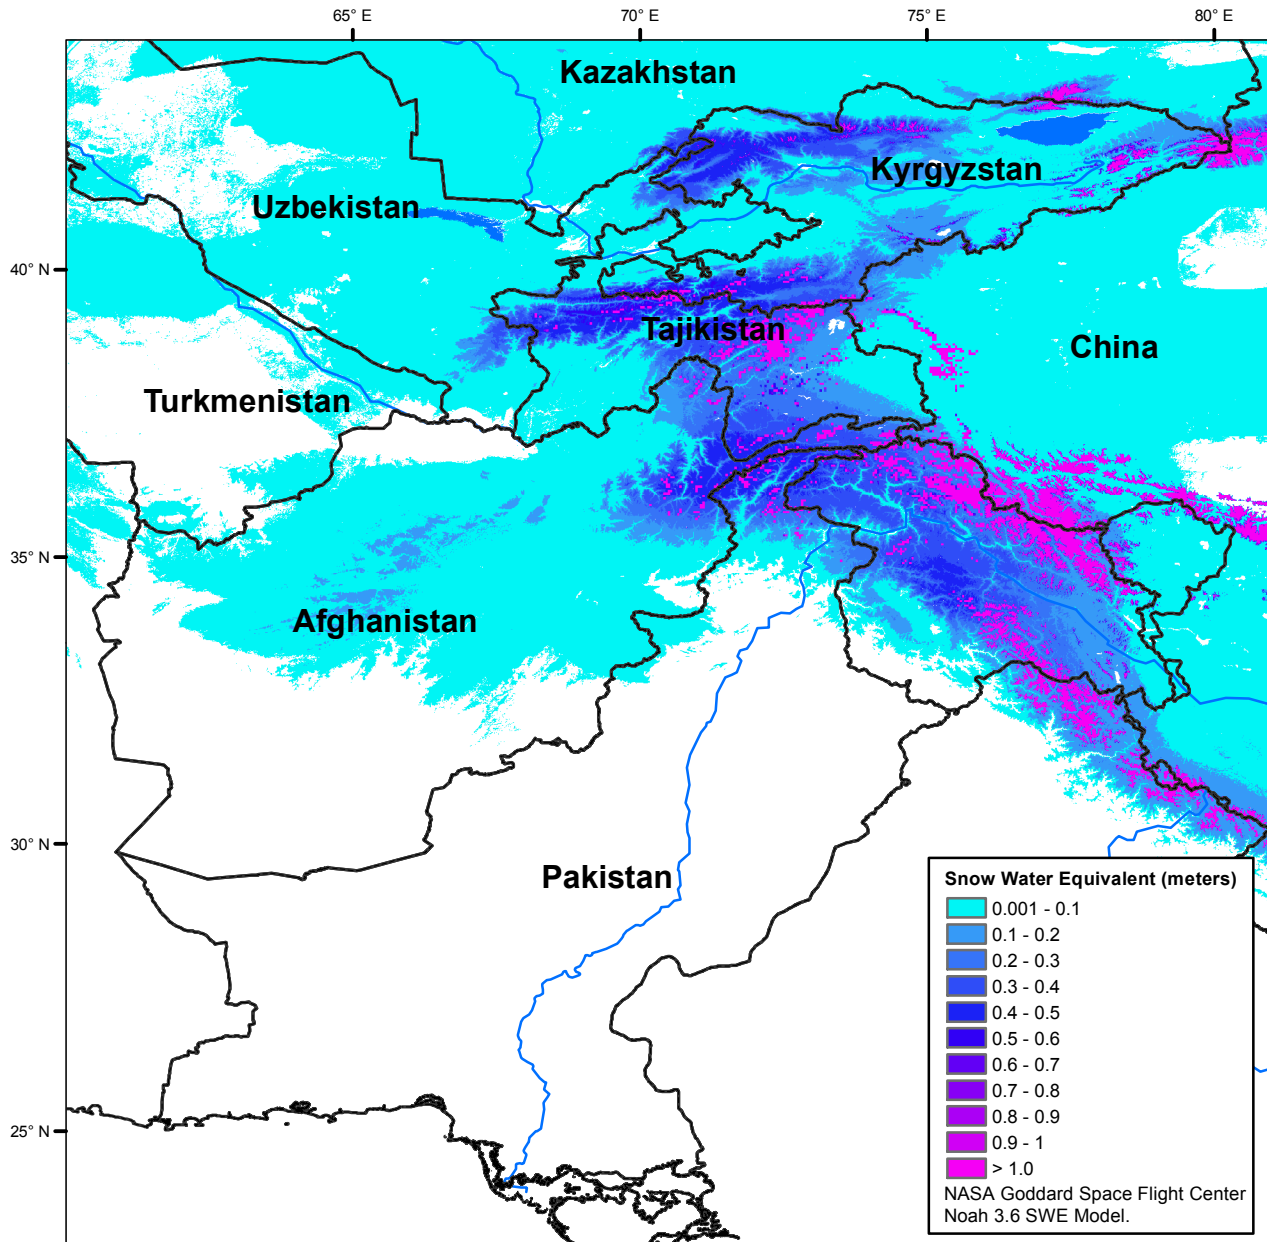 65° E
70° E
75° E
80° E
Kazakhstan
Kyrgyzstan
Uzbekistan
40° N
Tajikistan
China
Turkmenistan
35° N
Afghanistan
30° N
Pakistan
25° N
Snow Water Equivalent (meters)
0.001 - 0.1
0.1 - 0.2
0.2 - 0.3
0.3 - 0.4
0.4 - 0.5
0.5 - 0.6
0.6 - 0.7
0.7 - 0.8
0.8 - 0.9
0.9 - 1
> 1.0
NASA Goddard Space Flight Center
Noah 3.6 SWE Model.